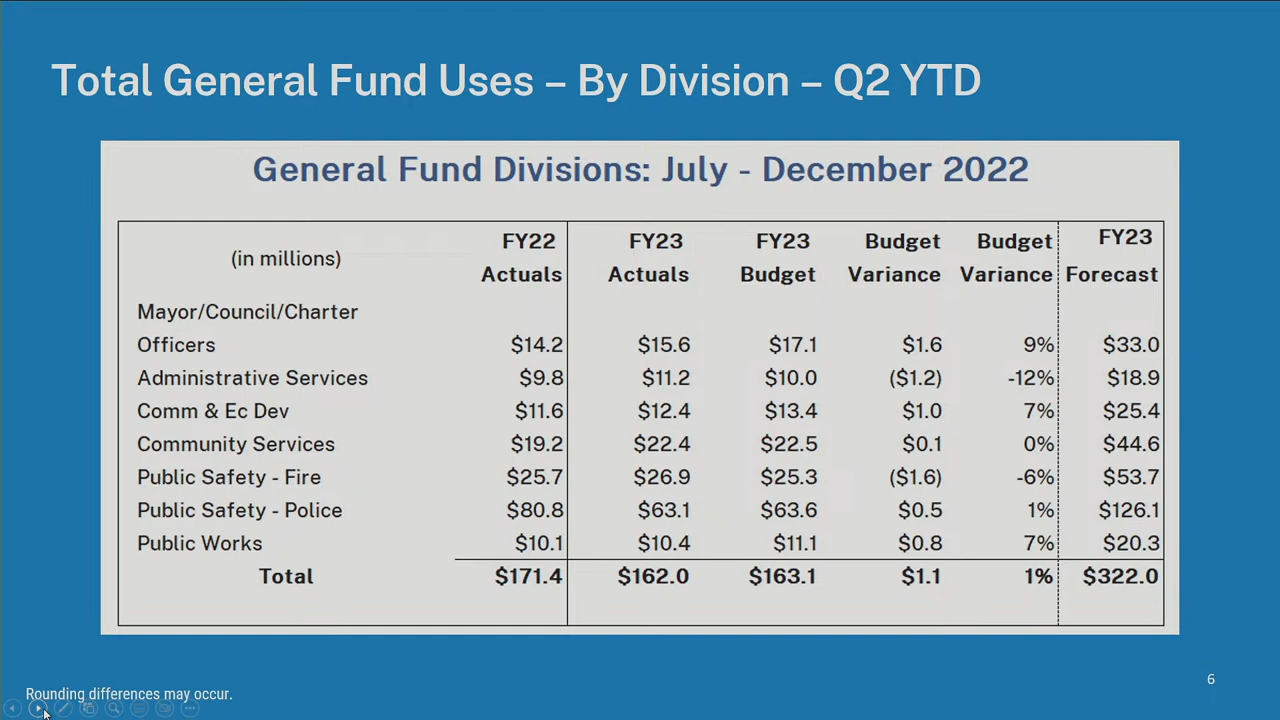 Total General Fund Uses – By Division – Q2 YTD
General Fund Divisions: July - December 2022
(in millions) FY22 Actuals FY23 Actuals FY23 Budget Budget Variance Budget Variance FY23 Forecast
Mayor/Council/Charter
Officers $14.2 $15.6 $17.1 $1.6 9% $33.0
Administrative Services $9.8 $11.2 $10.0 ($1.2) -12% $18.9
Comm & Ec Dev $11.6 $12.4 $13.4 $1.0 7% $25.4
Community Services $19.2 $22.4 $22.5 $0.1 0% $44.6
Public Safety - Fire $25.7 $26.9 $25.3 ($1.6) -6% $53.7
Public Safety - Police $80.8 $63.1 $63.6 $0.5 1% $126.1
Public Works $10.1 $10.4 $11.1 $0.8 7% $20.3
Total $171.4 $162.0 $163.1 $1.1 1% $322.0
6
Rounding differences may occur.